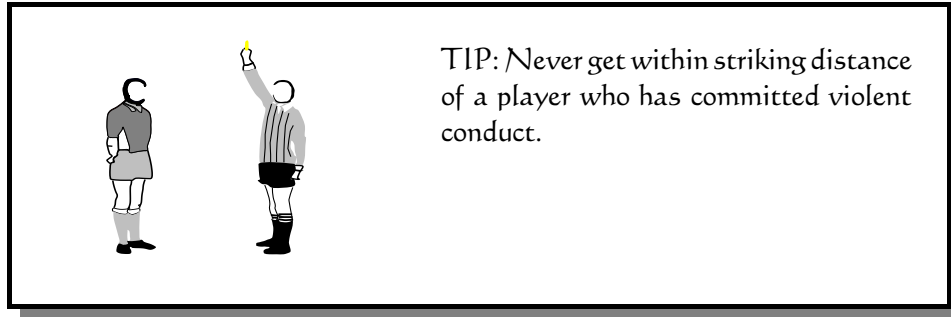 TIP: Never get within striking distance
of a player who has committed violent
conduct.